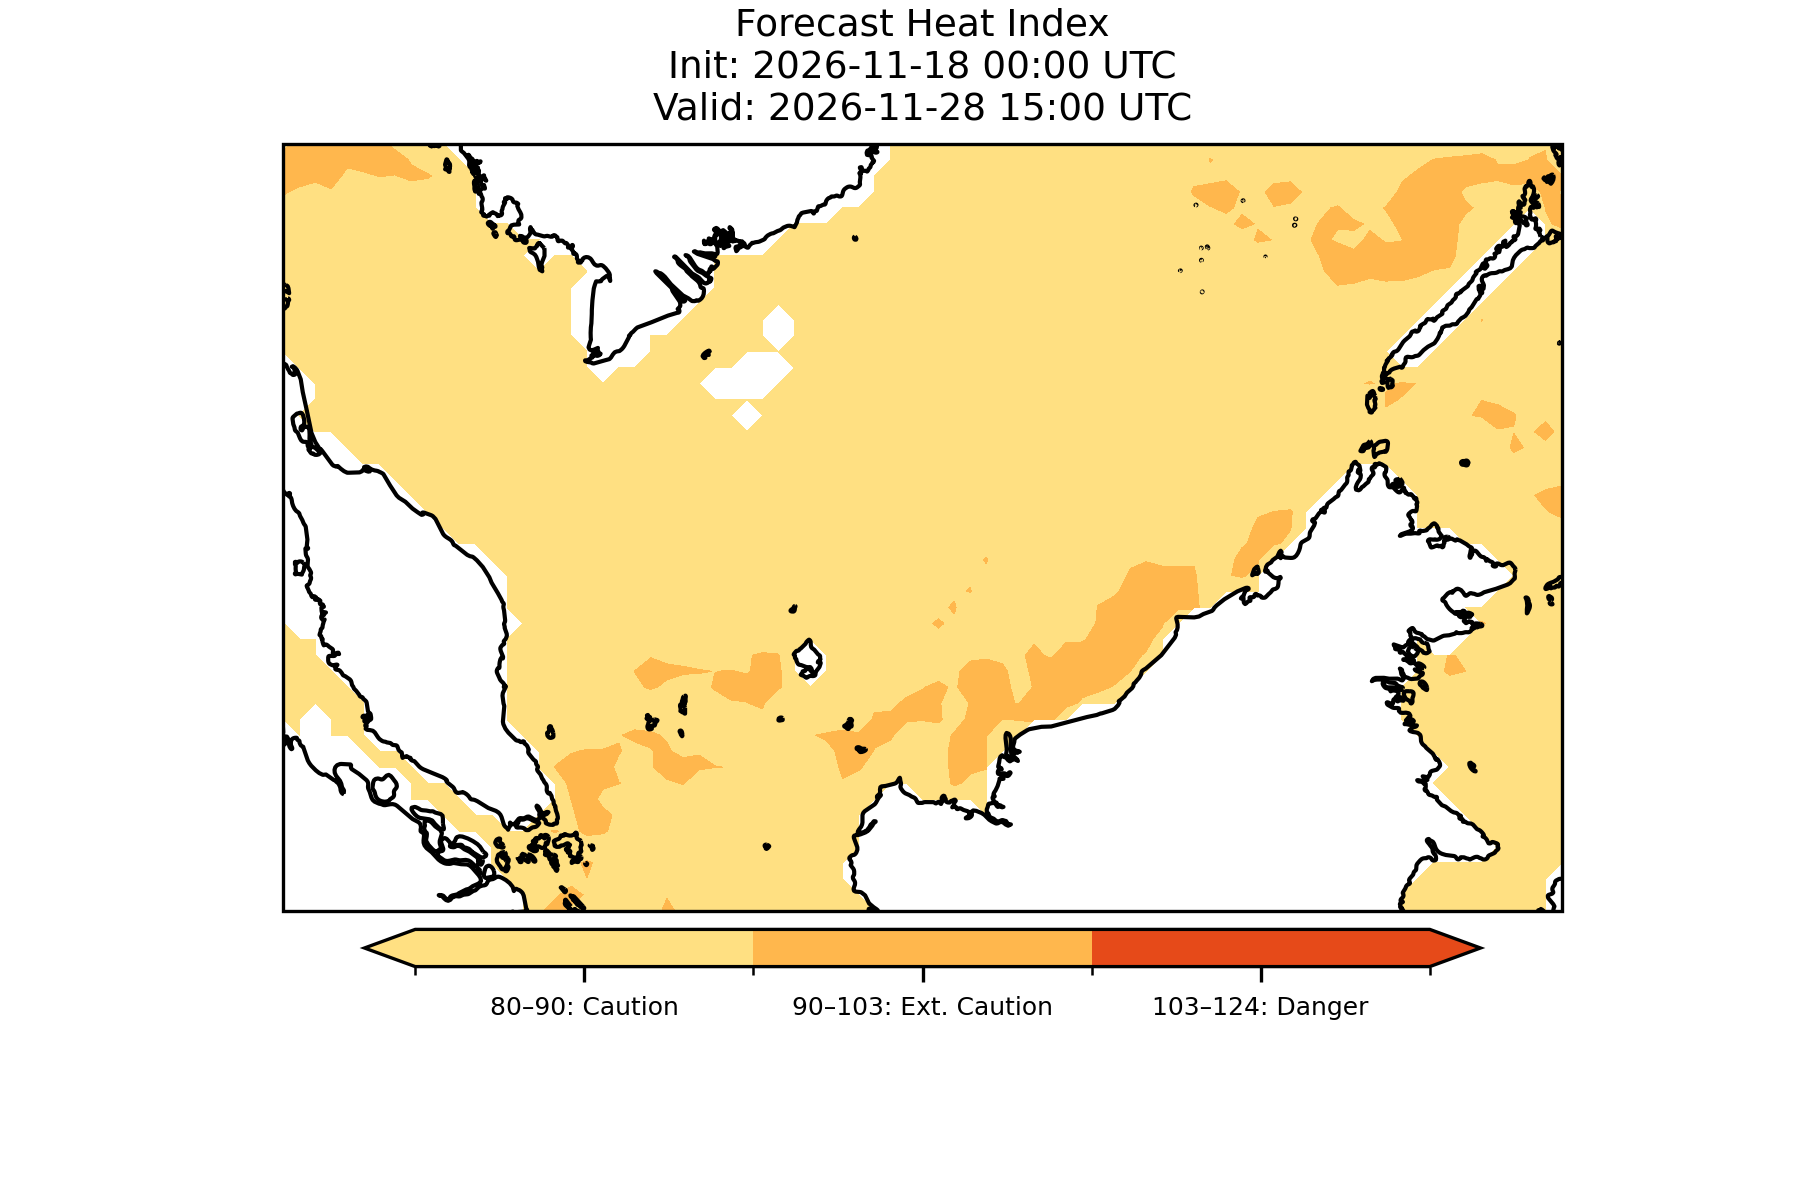 Forecast Heat Index
Init: 2026-11-18 00:00 UTC
Valid: 2026-11-28 15:00 UTC
80–90: Caution
90–103: Ext. Caution
103–124: Danger